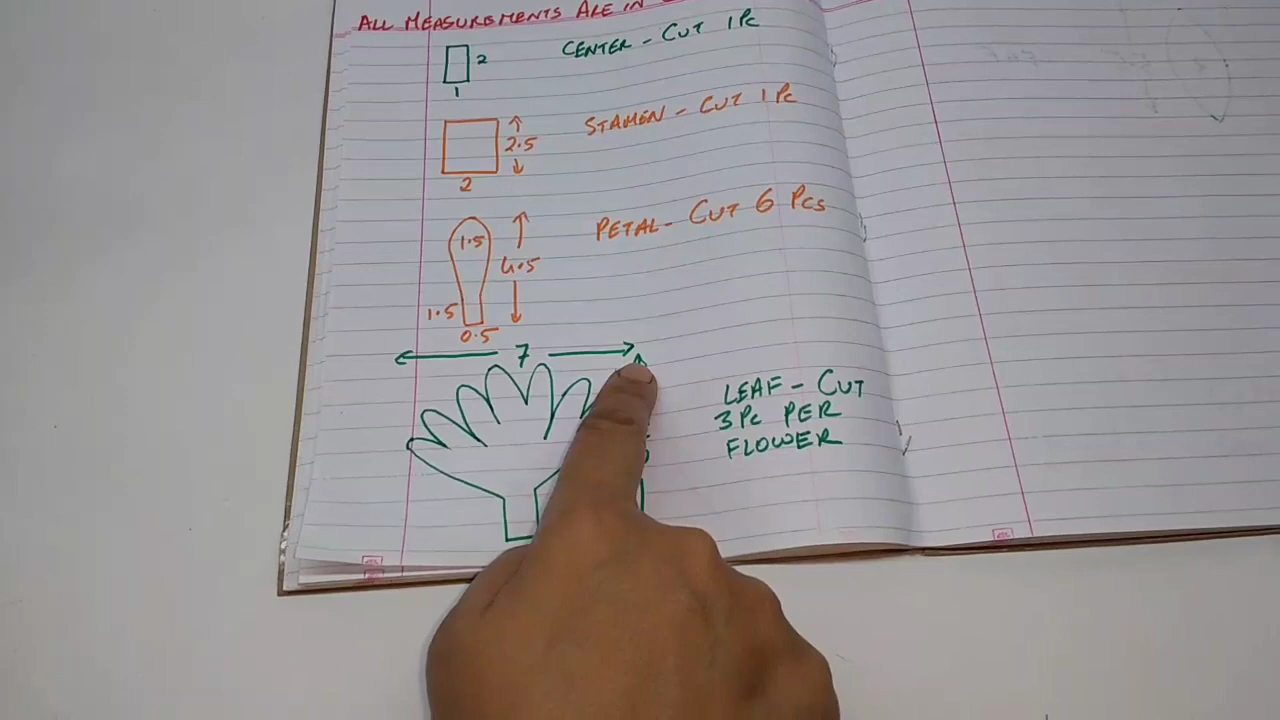 ALL MEASUREMENTS ARE IN
CENTER - CUT 1 Pc
2
1
STAMEN - CUT 1 Pc
2.5
2
PETAL - CUT 6 Pcs
1.5
4.5
1.5
0.5
7
LEAF - CUT
3 Pc PER
FLOWER